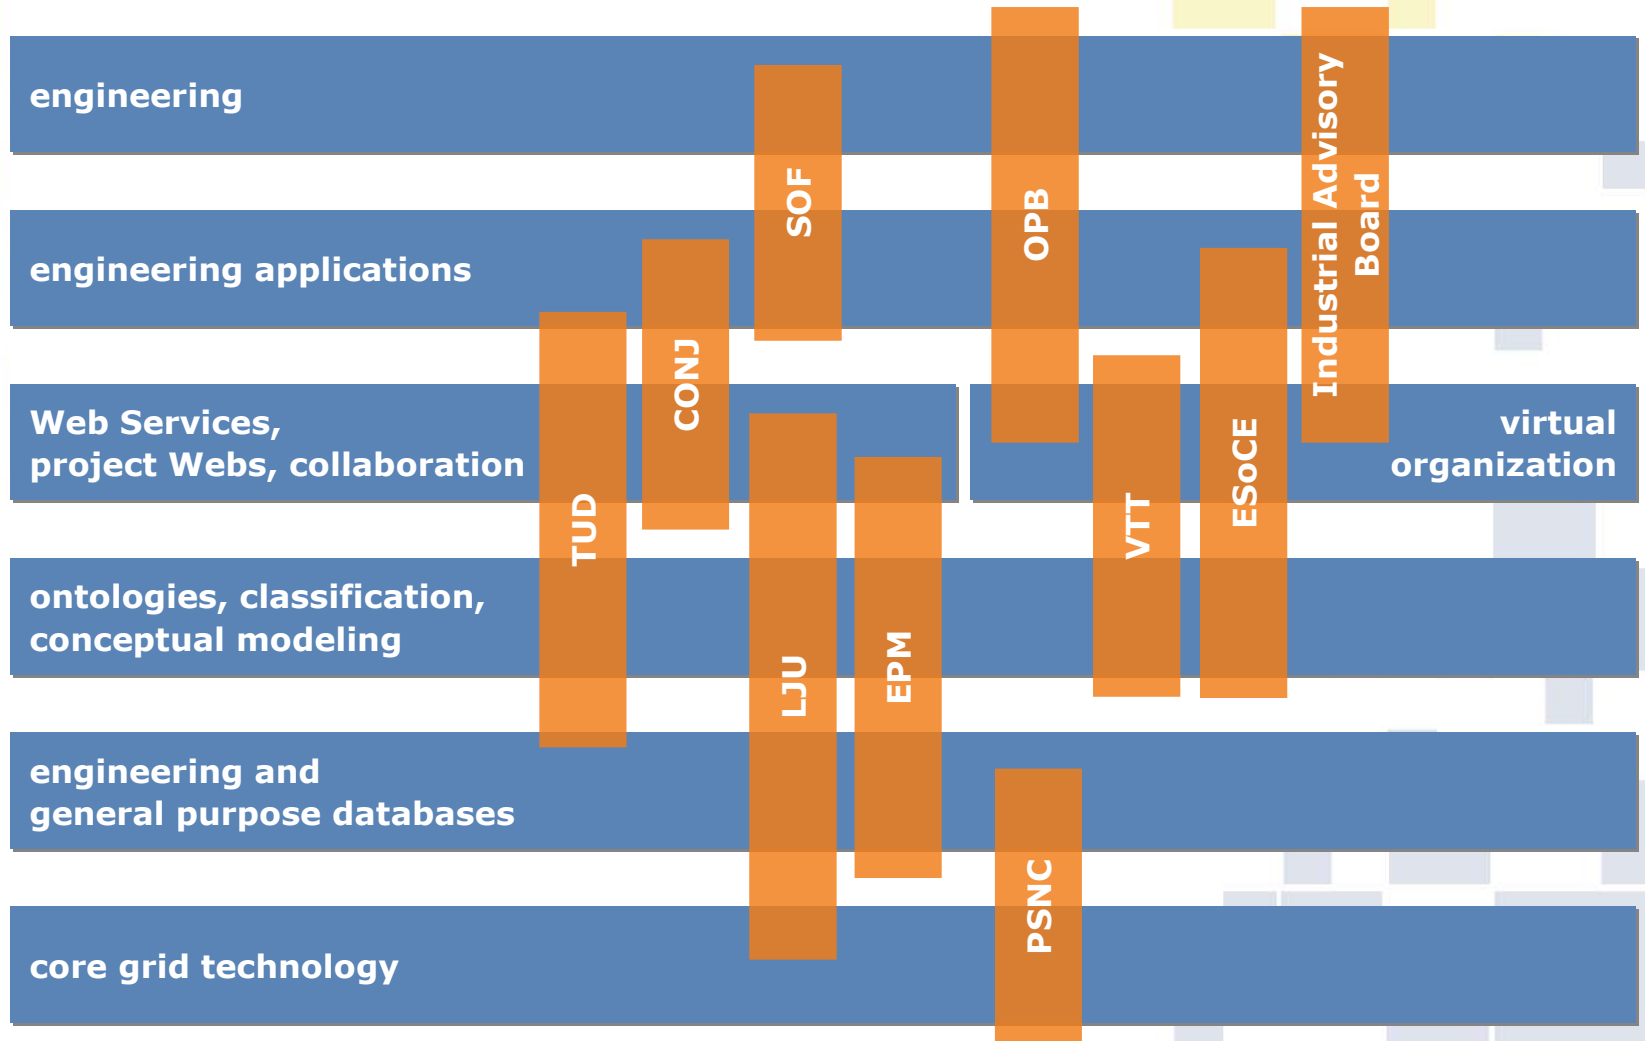 engineering
engineering applications
Web Services,
project Webs, collaboration
virtual
organization
ontologies, classification,
conceptual modeling
engineering and
general purpose databases
core grid technology
TUD
CONJ
SOF
LJU
EPM
OPB
PSNC
VTT
ESoCE
Industrial Advisory
Board